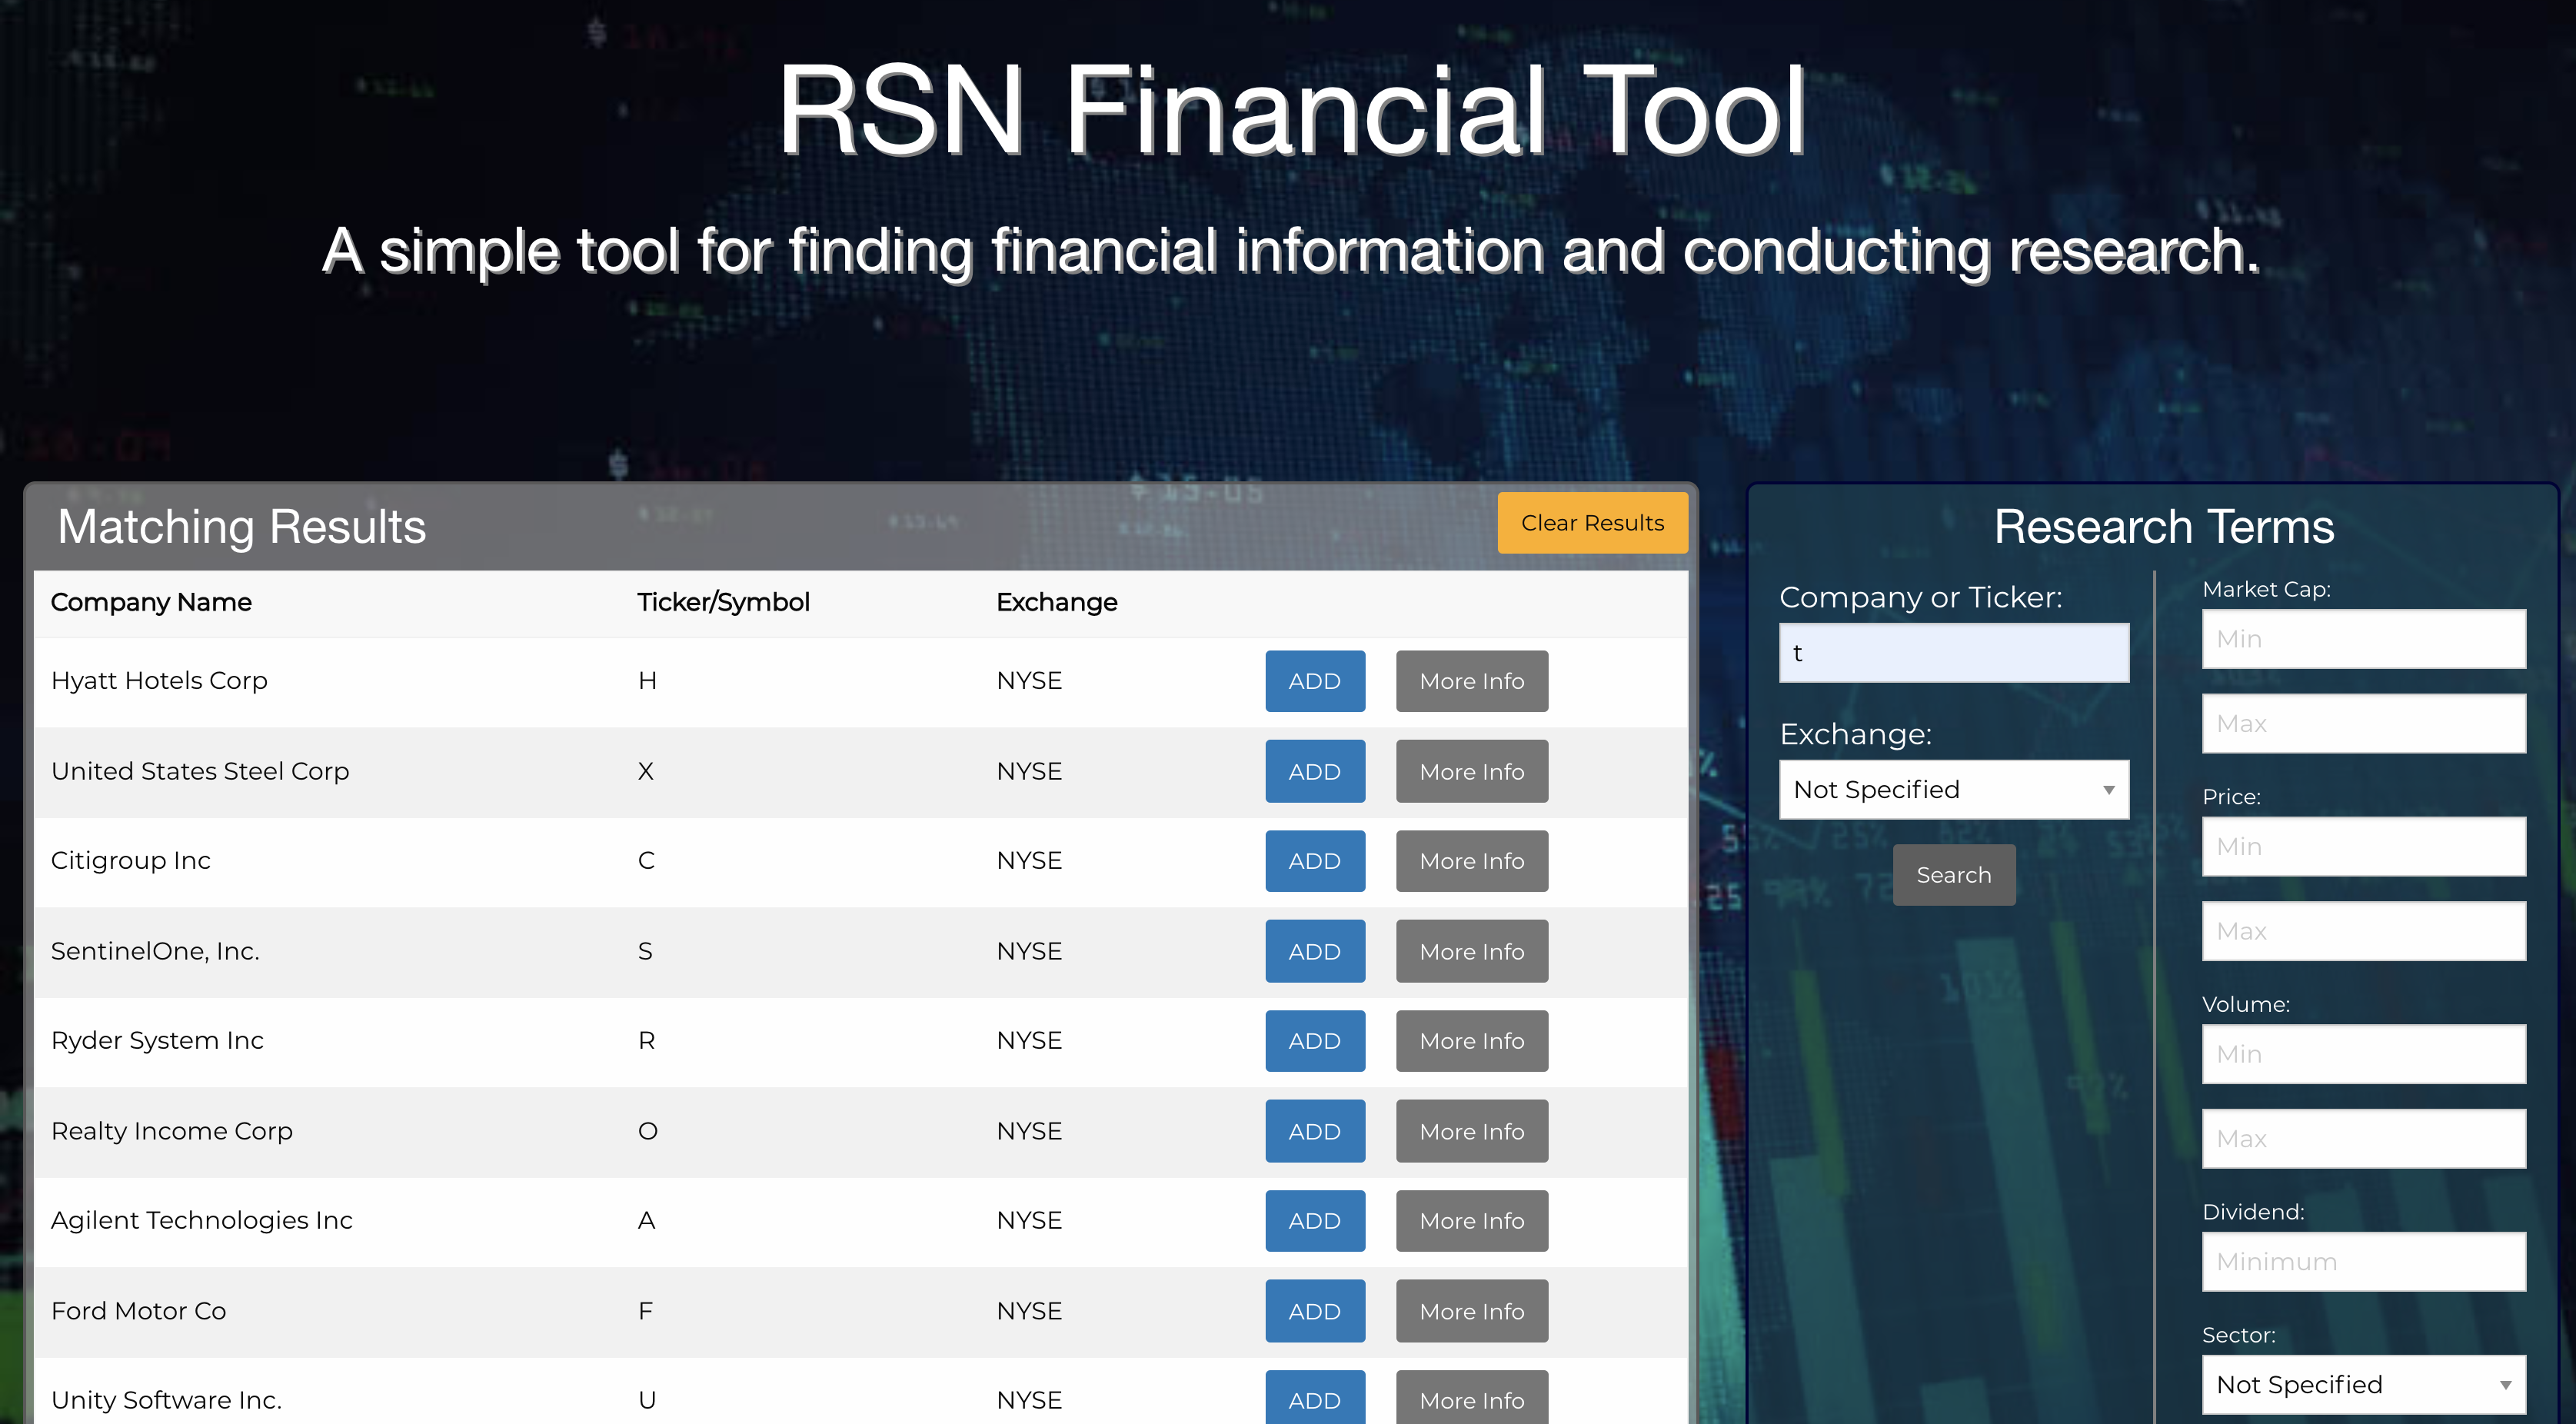 RSN Financial Tool
A simple tool for finding financial information and conducting research.
Matching Results
Clear Results
Company Name Ticker/Symbol Exchange
Hyatt Hotels Corp H NYSE ADD More Info
United States Steel Corp X NYSE ADD More Info
Citigroup Inc C NYSE ADD More Info
SentinelOne, Inc. S NYSE ADD More Info
Ryder System Inc R NYSE ADD More Info
Realty Income Corp O NYSE ADD More Info
Agilent Technologies Inc A NYSE ADD More Info
Ford Motor Co F NYSE ADD More Info
Unity Software Inc. U NYSE ADD More Info
Research Terms
Company or Ticker:
t
Exchange:
Not Specified
Search
Market Cap:
Min
Max
Price:
Min
Max
Volume:
Min
Max
Dividend:
Minimum
Sector:
Not Specified